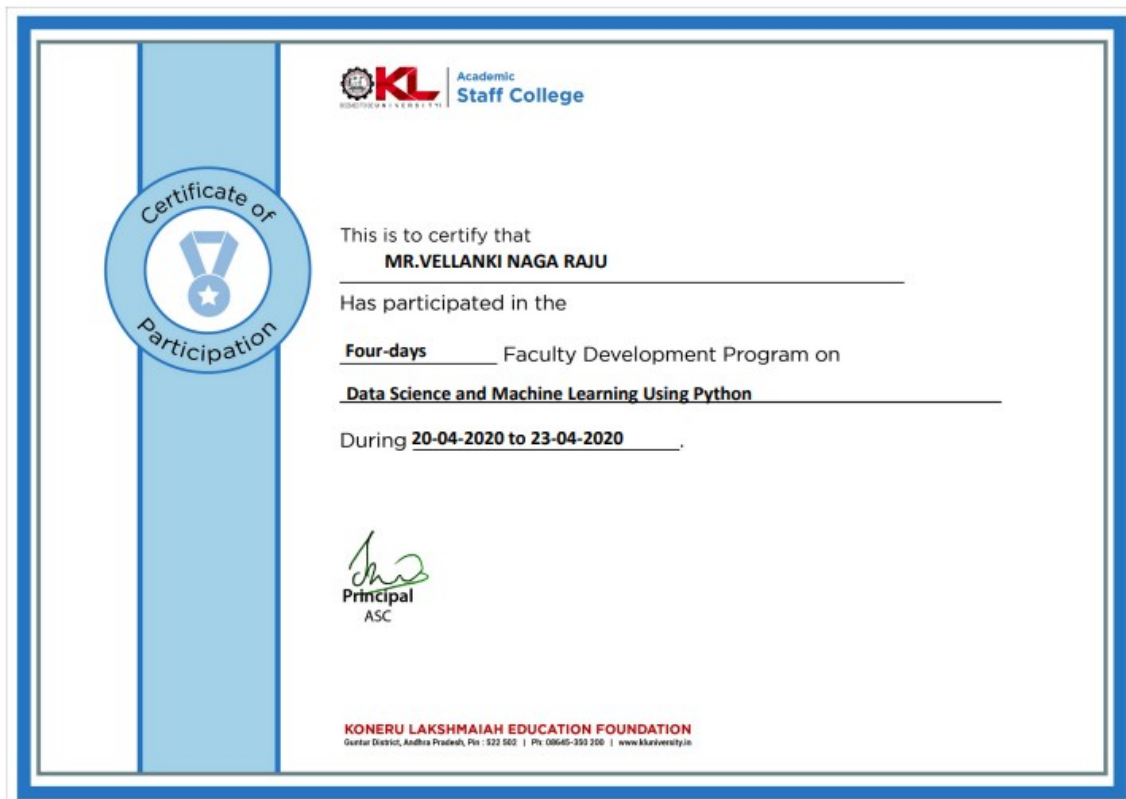 KL
Academic
Staff College
Certificate of
Participation
This is to certify that
MR.VELLANKI NAGA RAJU
Has participated in the
Four-days Faculty Development Program on
Data Science and Machine Learning Using Python
During 20-04-2020 to 23-04-2020.
Principal
ASC
KONERU LAKSHMAIAH EDUCATION FOUNDATION
Guntur District, Andhra Pradesh, Pin : 522 502 | Ph: 08645-350 200 | www.kluniversity.in